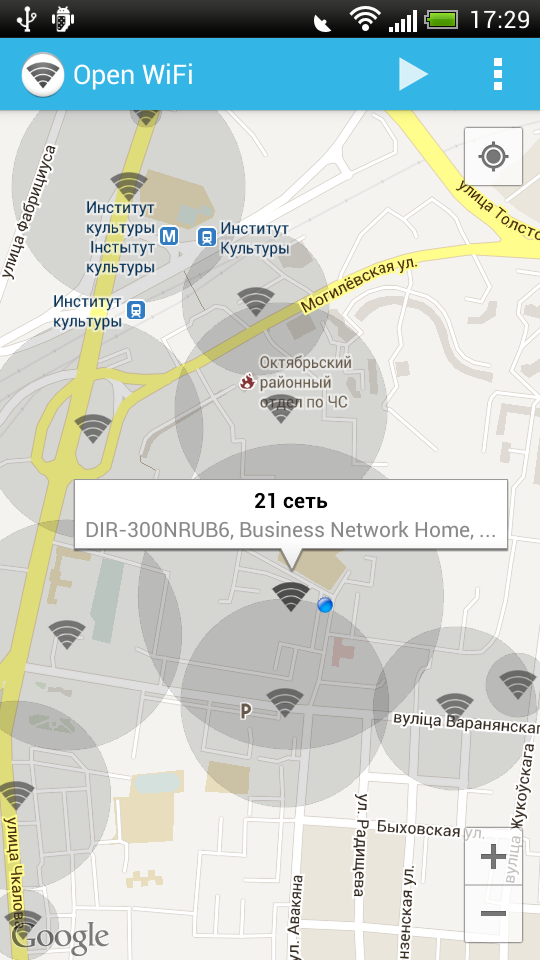 17:29
Open WiFi
улица Фабрициуса
улица Толсто
Институт
культуры
Інстытут
культуры
M
Институт
Культуры
Могилёвская ул.
Институт
культуры
Октябрьский
районный
отдел по ЧС
21 сеть
DIR-300NRUB6, Business Network Home, ...
P
вуліца Варанянска
вуліца Жукоўскага
улица Чкалова
ул. Радищева
Быховская ул.
ул. Авакяна
нзенская ул.
+
−
Google